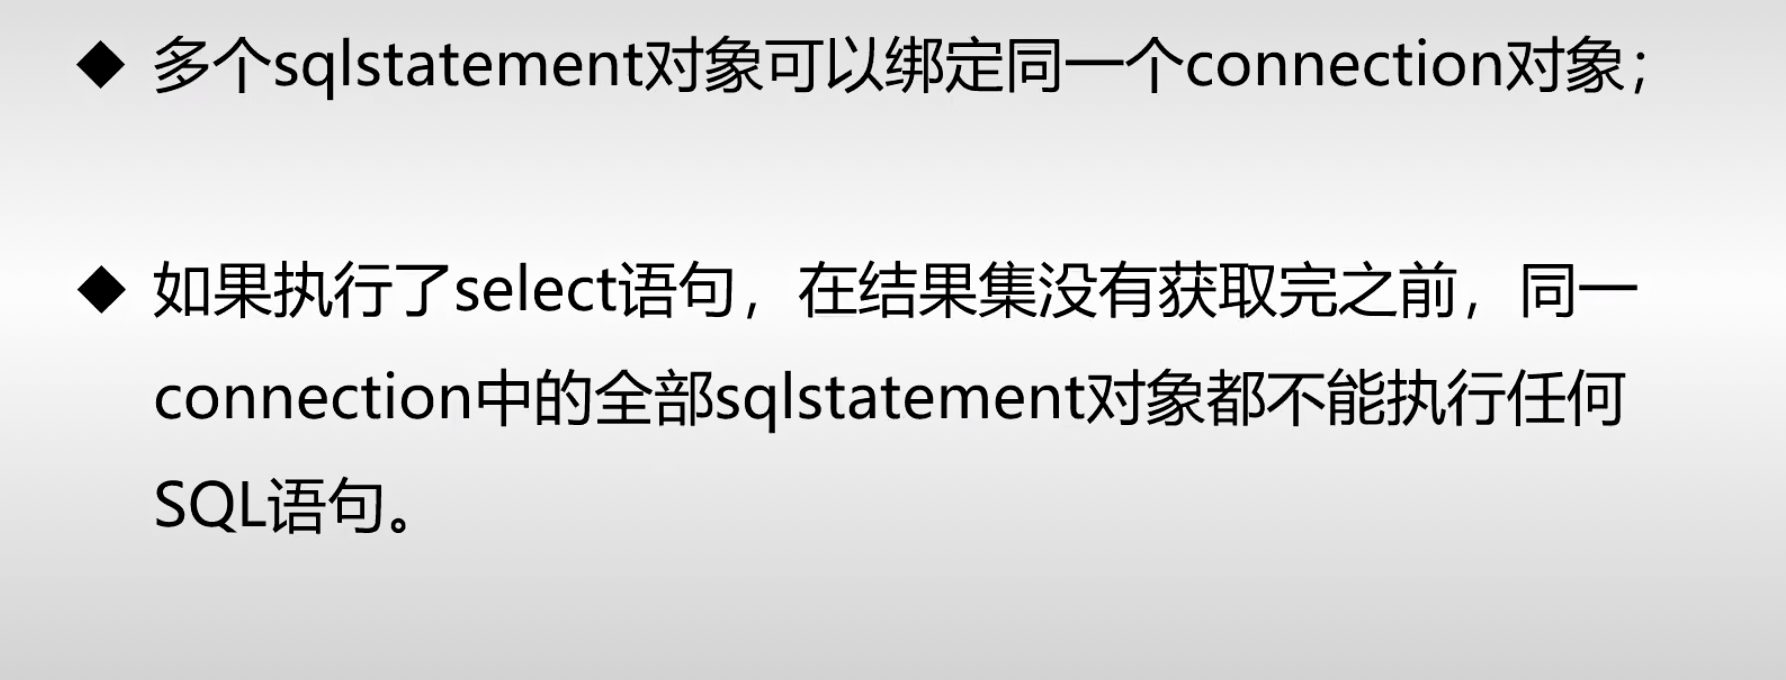 ◆ 多个sqlstatement对象可以绑定同一个connection对象；
◆ 如果执行了select语句，在结果集没有获取完之前，同一
connection中的全部sqlstatement对象都不能执行任何
SQL语句。